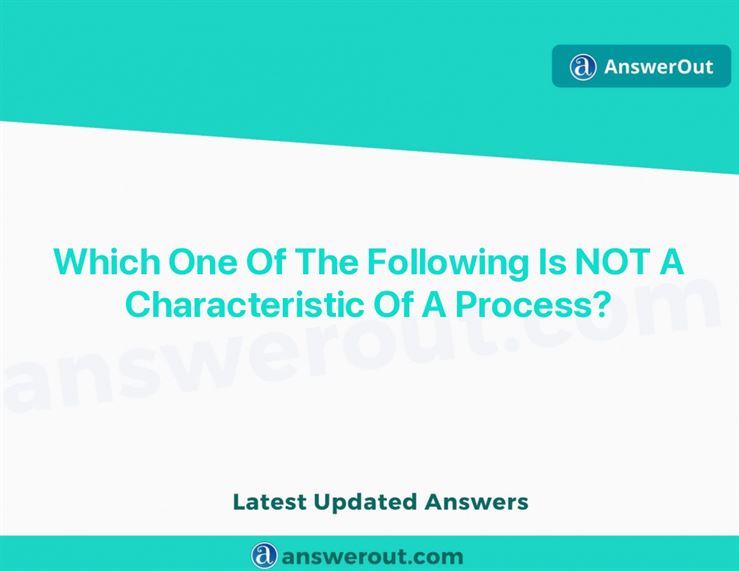 AnswerOut
Which One Of The Following Is NOT A
Characteristic Of A Process?
answerout.com
Latest Updated Answers
answerout.com